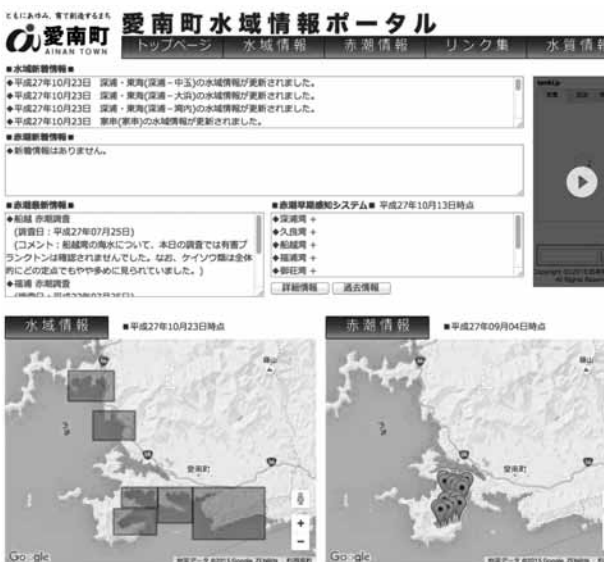 ともにあゆみ、育て創造するまち
愛南町
AINAN TOWN
愛南町水域情報ポータル
トップページ 水域情報 赤潮情報 リンク集 水質情
■水域新着情報■
◆平成27年10月23日 深浦・東海(深浦－中玉)の水域情報が更新されました。
◆平成27年10月23日 深浦・東海(深浦－大浜)の水域情報が更新されました。
◆平成27年10月23日 深浦・東海(深浦－湾内)の水域情報が更新されました。
◆平成27年10月23日 家串(家串)の水域情報が更新されました。
■赤潮新着情報■
◆新着情報はありません。
■赤潮最新情報■
◆船越 赤潮調査
(調査日：平成27年07月25日)
(コメント：船越湾の海水について、本日の調査では有害プ
ランクトンは確認されませんでした。なお、ケイソウ類は全体
的にどの定点でもやや多めに見られていました。)
◆福浦 赤潮調査
■赤潮早期感知システム■ 平成27年10月13日時点
◆深浦湾 +
◆久良湾 +
◆船越湾 +
◆福浦湾 +
◆御荘湾 +
詳細情報 過去情報
水域情報 ■平成27年10月23日時点
愛南町
56
+
−
Google
赤潮情報 ■平成27年09月04日時点
愛南町
56
Google